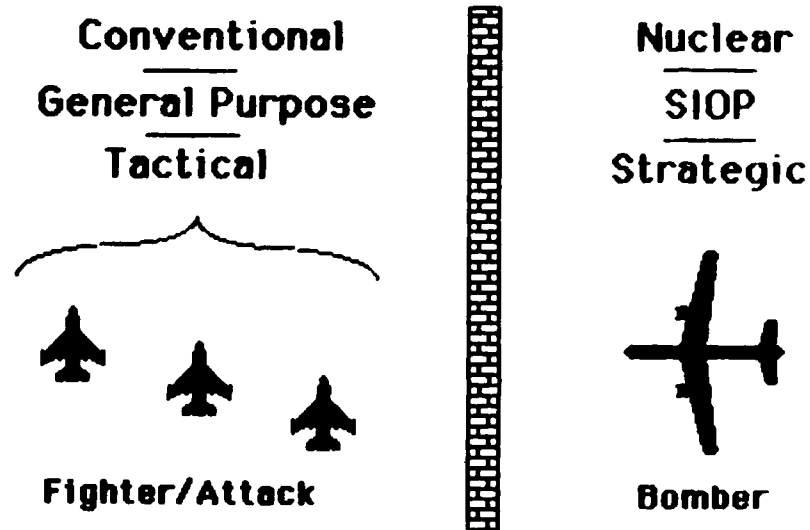 Conventional
General Purpose
Tactical
Fighter/Attack
Nuclear
SIOP
Strategic
Bomber